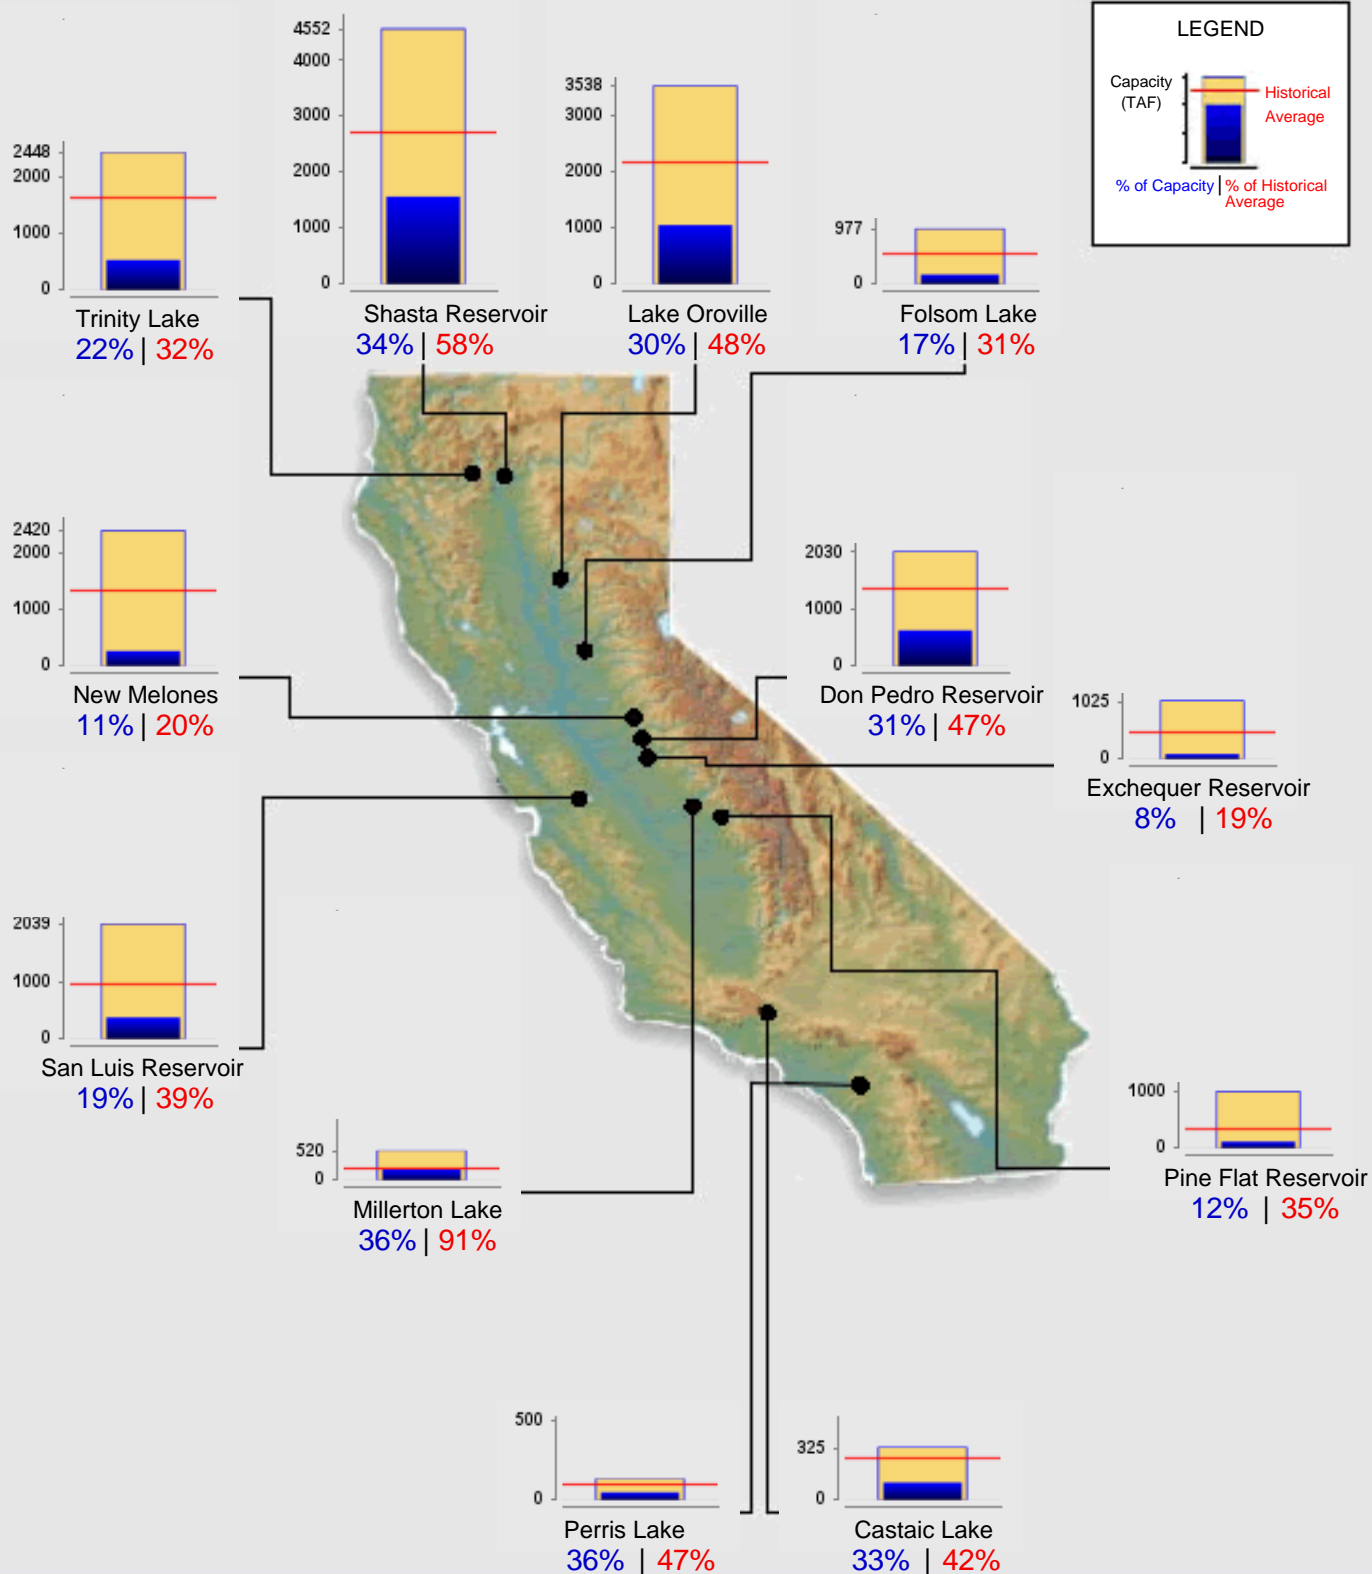 LEGEND
Capacity
(TAF)
Historical
Average
% of Capacity | % of Historical
Average
2448
2000
1000
0
Trinity Lake
22% | 32%
4552
4000
3000
2000
1000
0
Shasta Reservoir
34% | 58%
3538
3000
2000
1000
0
Lake Oroville
30% | 48%
977
0
Folsom Lake
17% | 31%
2420
2000
1000
0
New Melones
11% | 20%
2030
1000
0
Don Pedro Reservoir
31% | 47%
1025
0
Exchequer Reservoir
8% | 19%
2039
1000
0
San Luis Reservoir
19% | 39%
520
0
Millerton Lake
36% | 91%
1000
0
Pine Flat Reservoir
12% | 35%
500
0
Perris Lake
36% | 47%
325
0
Castaic Lake
33% | 42%